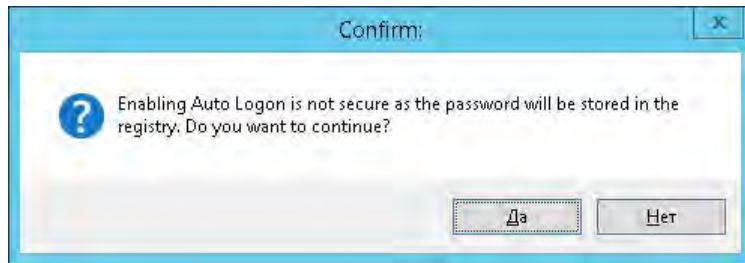 Confirm:
x
Enabling Auto Logon is not secure as the password will be stored in the
registry. Do you want to continue?
Да
Нет